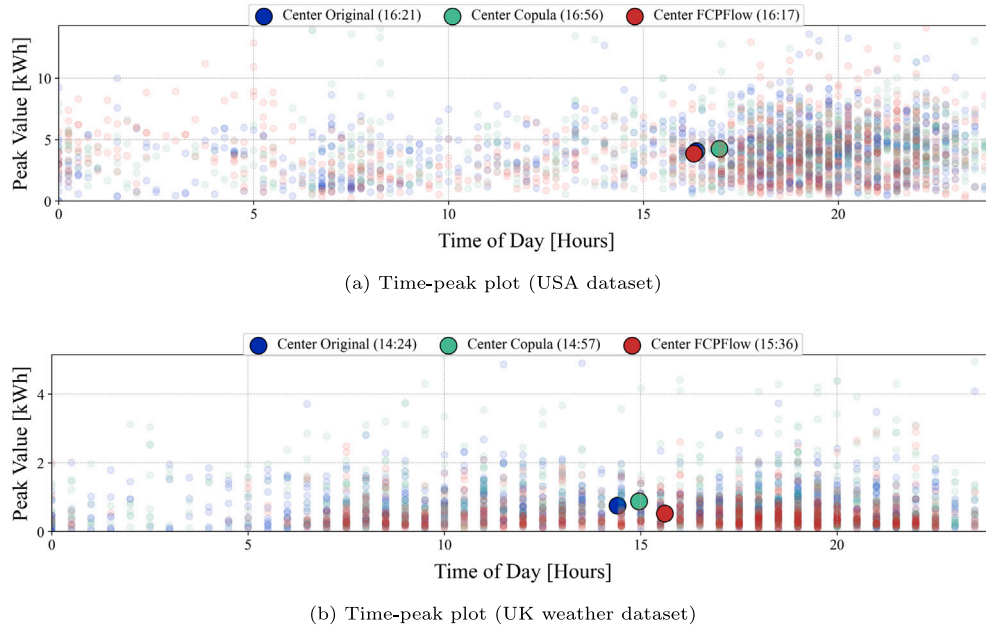 Center Original (16:21) Center Copula (16:56) Center FCPFlow (16:17)
Peak Value [kWh]
10
5
0
0 5 10 15 20
Time of Day [Hours]
(a) Time-peak plot (USA dataset)
Center Original (14:24) Center Copula (14:57) Center FCPFlow (15:36)
Peak Value [kWh]
4
2
0
0 5 10 15 20
Time of Day [Hours]
(b) Time-peak plot (UK weather dataset)